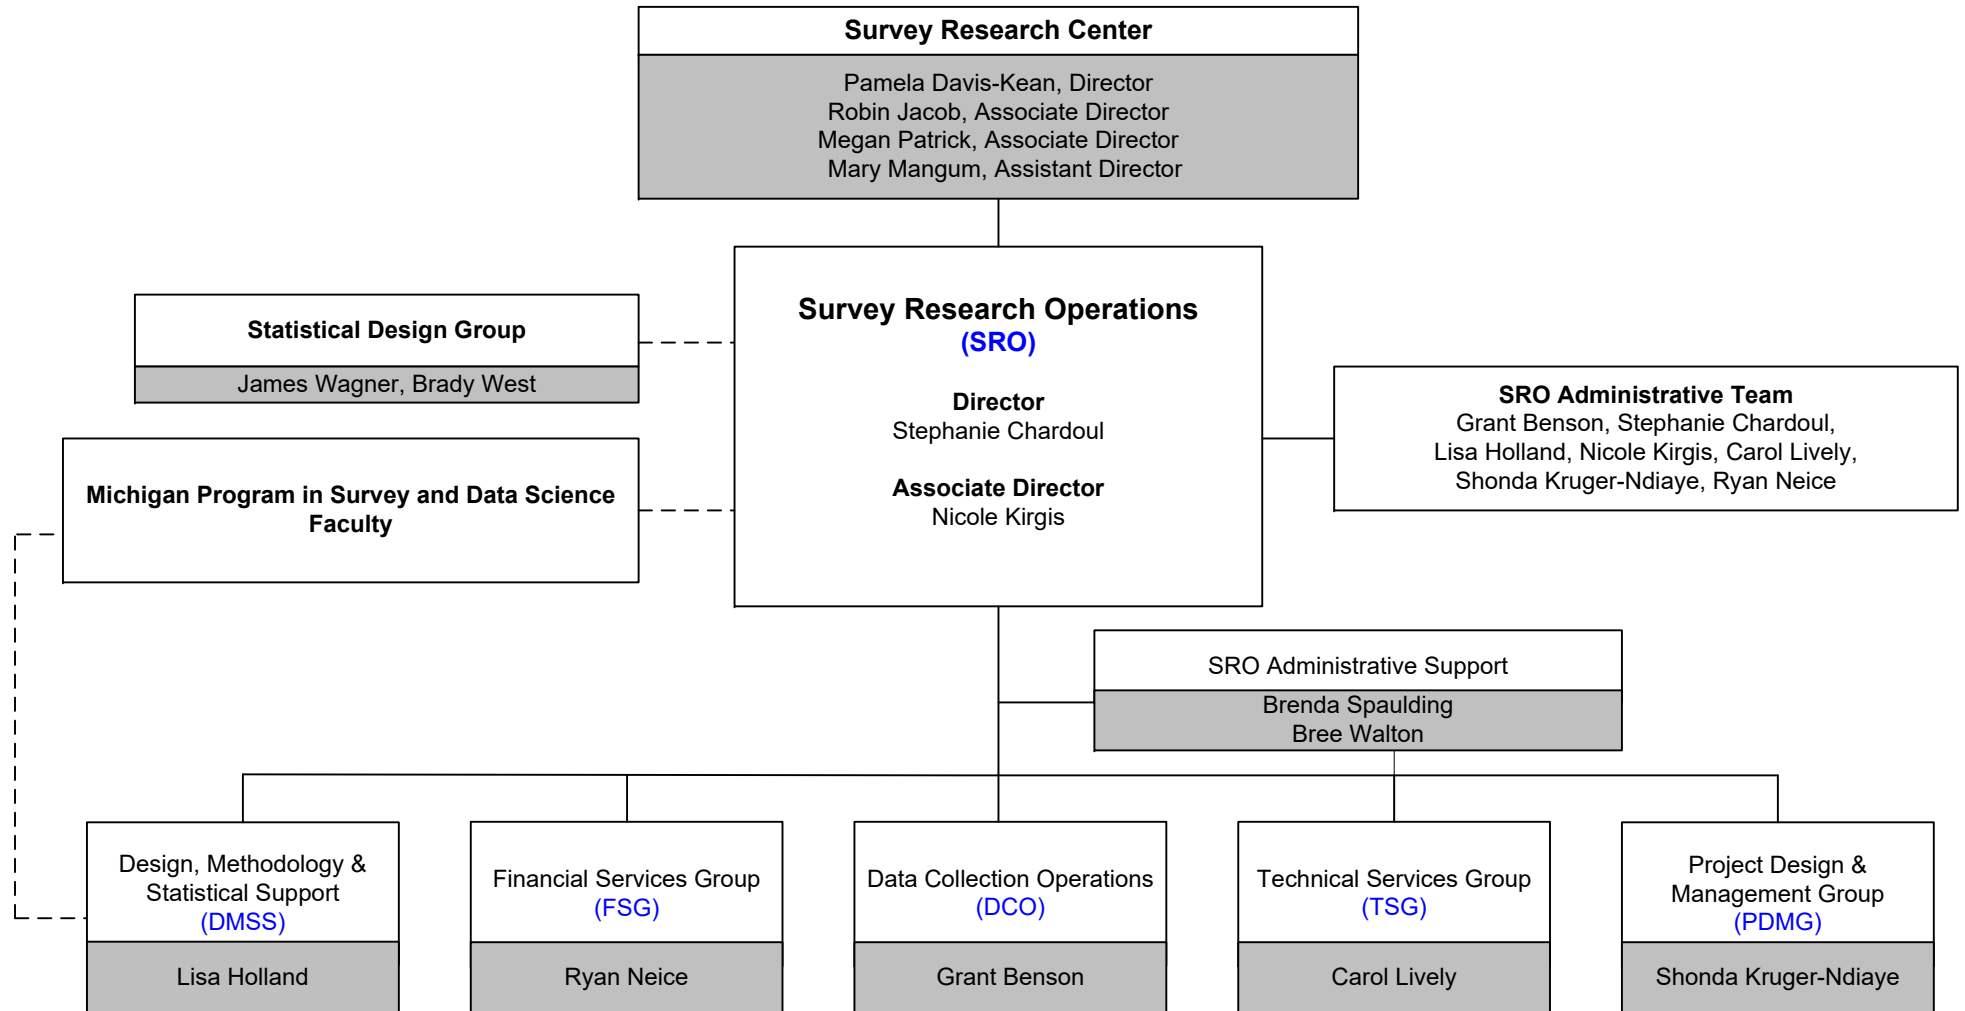 Survey Research Center
Pamela Davis-Kean, Director
Robin Jacob, Associate Director
Megan Patrick, Associate Director
Mary Mangum, Assistant Director
Statistical Design Group
James Wagner, Brady West
Michigan Program in Survey and Data Science
Faculty
Survey Research Operations
(SRO)
Director
Stephanie Chardoul
Associate Director
Nicole Kirgis
SRO Administrative Team
Grant Benson, Stephanie Chardoul,
Lisa Holland, Nicole Kirgis, Carol Lively,
Shonda Kruger-Ndiaye, Ryan Neice
SRO Administrative Support
Brenda Spaulding
Bree Walton
Design, Methodology &
Statistical Support
(DMSS)
Lisa Holland
Financial Services Group
(FSG)
Ryan Neice
Data Collection Operations
(DCO)
Grant Benson
Technical Services Group
(TSG)
Carol Lively
Project Design &
Management Group
(PDMG)
Shonda Kruger-Ndiaye